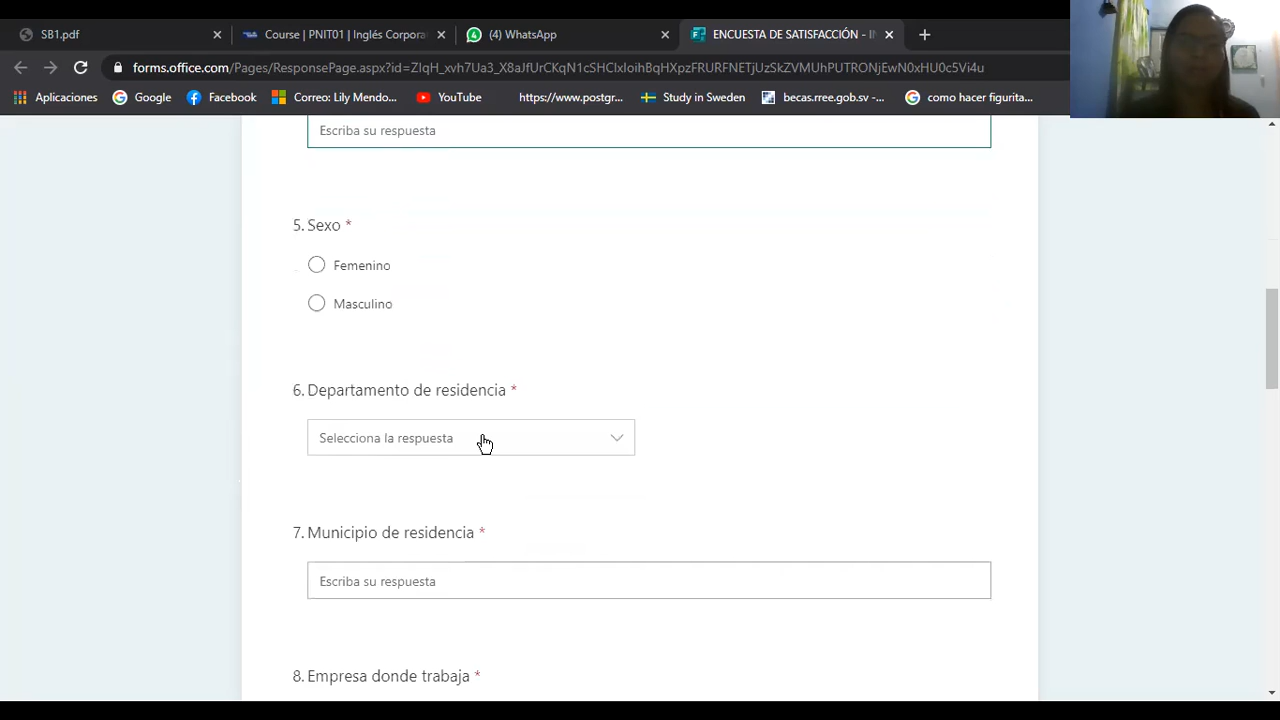 SB1.pdf
Course | PNIT01 | Inglés Corpora
(4) WhatsApp
ENCUESTA DE SATISFACCIÓN - I
forms.office.com/Pages/ResponsePage.aspx?id=
Aplicaciones
Google
Facebook
Correo: Lily Mendo...
YouTube
https://www.postgr...
Study in Sweden
becas.rree.gob.sv -...
como hacer figurita...
Escriba su respuesta
5. Sexo *
Femenino
Masculino
6. Departamento de residencia *
Selecciona la respuesta
7. Municipio de residencia *
Escriba su respuesta
8. Empresa donde trabaja *